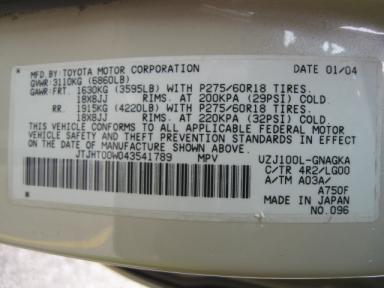 MFD.BY: TOYOTA MOTOR CORPORATION DATE 01/04
GVWR: 3110KG (6860LB)
GAWR: FRT. 1630KG (3595LB) WITH P275/60R18 TIRES.
18X8JJ RIMS. AT 200KPA (29PSI) COLD.
RR. 1915KG (4220LB) WITH P275/60R18 TIRES.
18X8JJ RIMS. AT 220KPA (32PSI) COLD.
THIS VEHICLE CONFORMS TO ALL APPLICABLE FEDERAL MOTOR
VEHICLE SAFETY AND THEFT PREVENTION STANDARDS IN EFFECT
ON THE DATE OF MANUFACTURE SHOWN ABOVE.
JTJHT00W043541789 MPV UZJ100L-GNAGKA
C/TR 4R2/LG00
A/TM A03A/
A750F
MADE IN JAPAN
NO.096